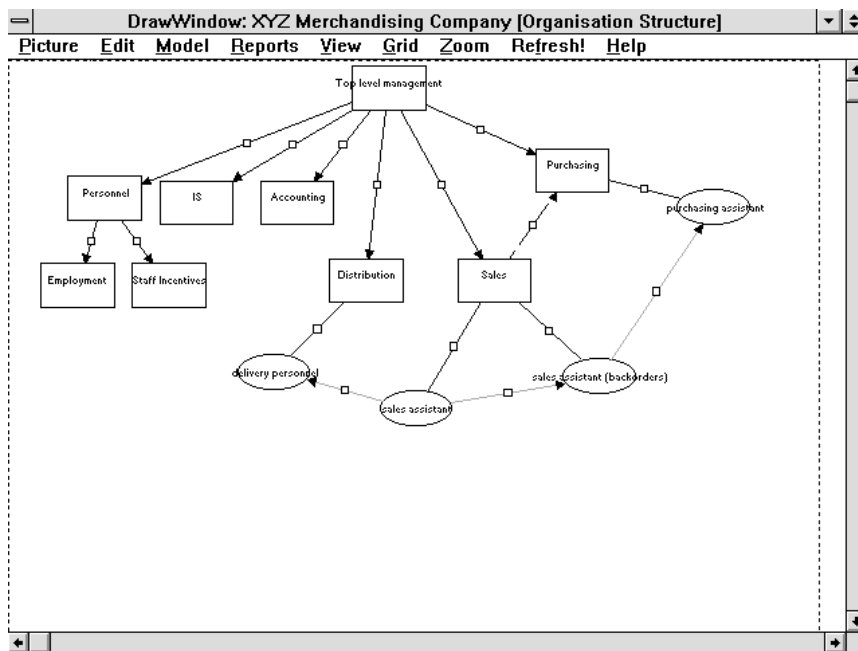 DrawWindow: XYZ Merchandising Company [Organisation Structure]
Picture Edit Model Reports View Grid Zoom Refresh! Help
Top level management
Purchasing
Personnel
IS
Accounting
purchasing assistant
Employment
Staff Incentives
Distribution
Sales
delivery personnel
sales assistant (backorders)
sales assistant